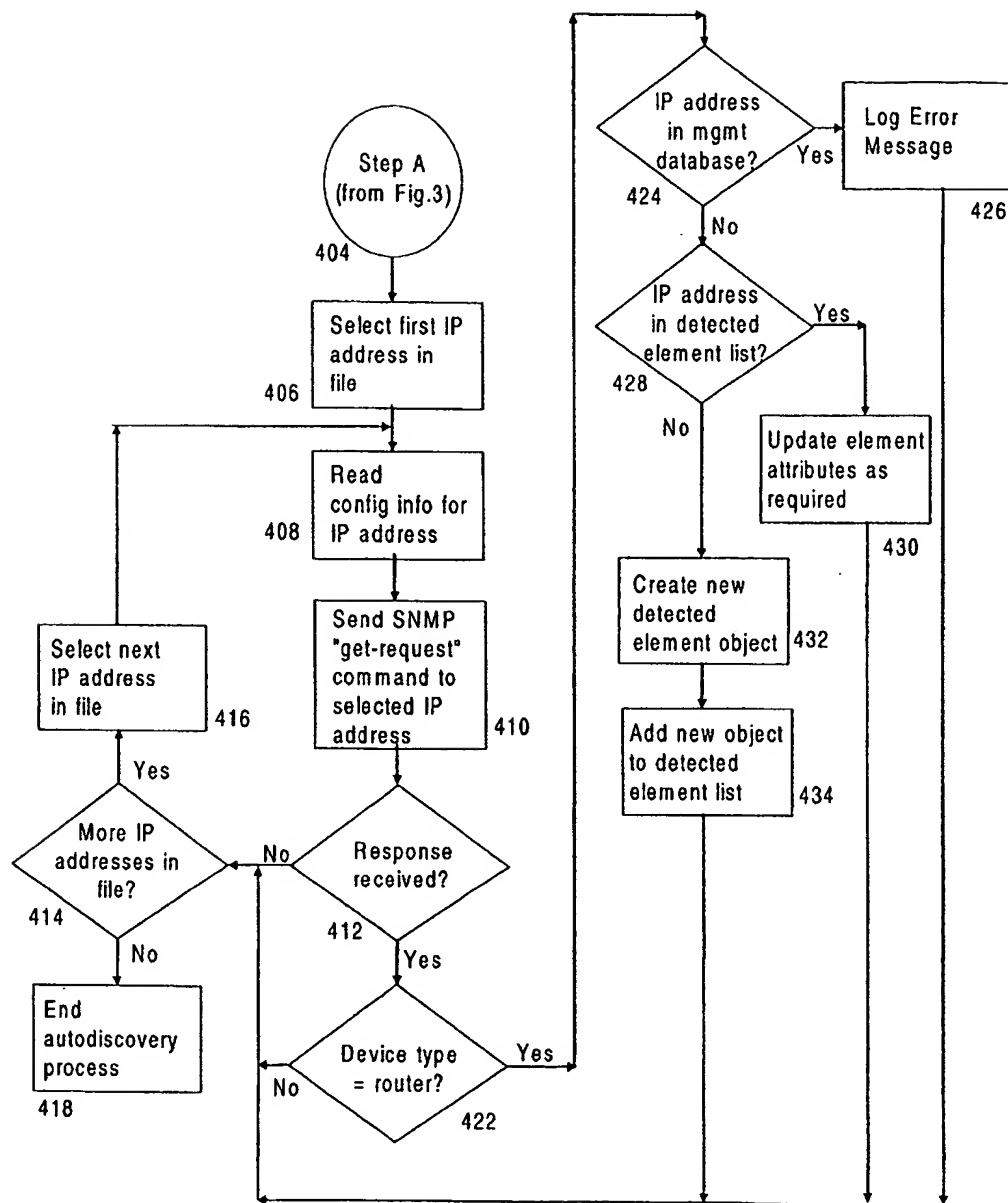 Step A
(from Fig.3)
404
Select first IP
address in
file
406
Read
config info for
IP address
408
Send SNMP
"get-request"
command to
selected IP
address
410
Response
received?
412
No
Yes
More IP
addresses in
file?
414
Yes
No
Select next
IP address
in file
416
End
autodiscovery
process
418
Device type
= router?
422
No
Yes
IP address
in mgmt
database?
424
Yes
No
Log Error
Message
426
IP address
in detected
element list?
428
Yes
No
Update element
attributes as
required
430
Create new
detected
element object
432
Add new object
to detected
element list
434